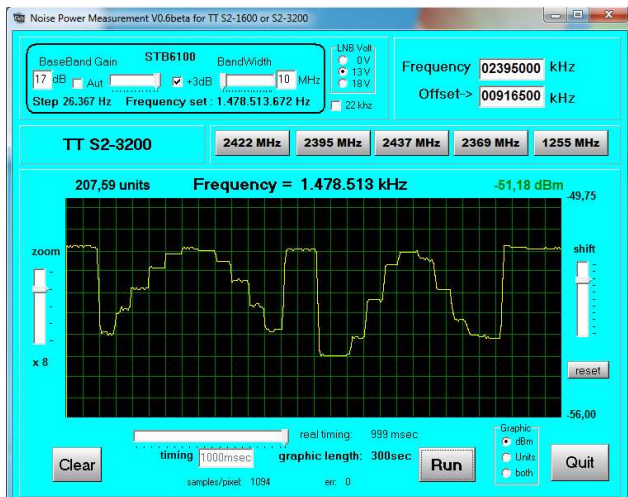 Noise Power Measurement V0.6beta for TT S2-1600 or S2-3200
BaseBand Gain STB6100 BandWidth
17 dB Aut +3dB 10 MHz
Step 26.367 Hz Frequency set : 1.478.513.672 Hz
LNB Volt
0V
13V
18V
22 khz
Frequency 02395000 kHz
Offset-> 00916500 kHz
TT S2-3200
2422 MHz 2395 MHz 2437 MHz 2369 MHz 1255 MHz
207,59 units Frequency = 1.478.513 kHz -51,18 dBm
-49,75
zoom
x 8
shift
reset
-56,00
real timing: 999 msec
timing 1000msec graphic length: 300sec
samples/pixel: 1094 err: 0
Clear
Run
Graphic
dBm
Units
both
Quit